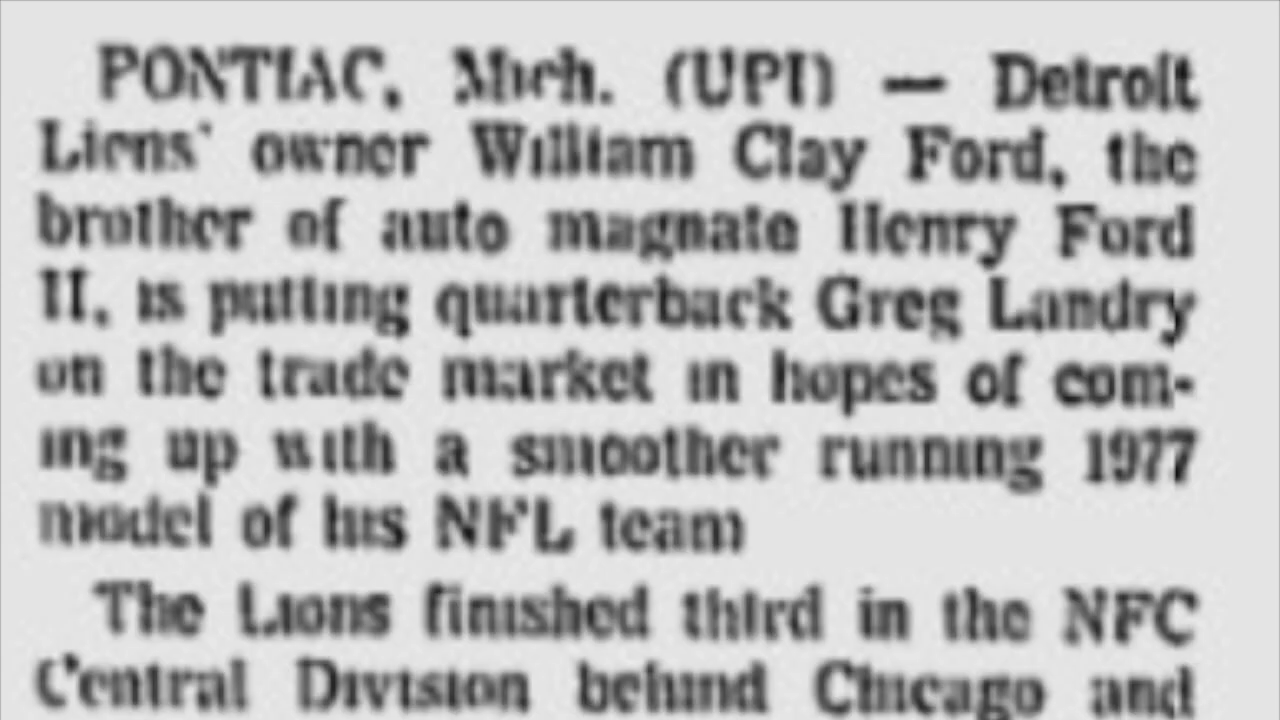 PONTIAC, Mich. (UPI) — Detroit
Lions' owner William Clay Ford, the
brother of auto magnate Henry Ford
II, is putting quarterback Greg Landry
on the trade market in hopes of com-
ing up with a smoother running 1977
model of his NFL team
The Lions finished third in the NFC
Central Division behind Chicago and